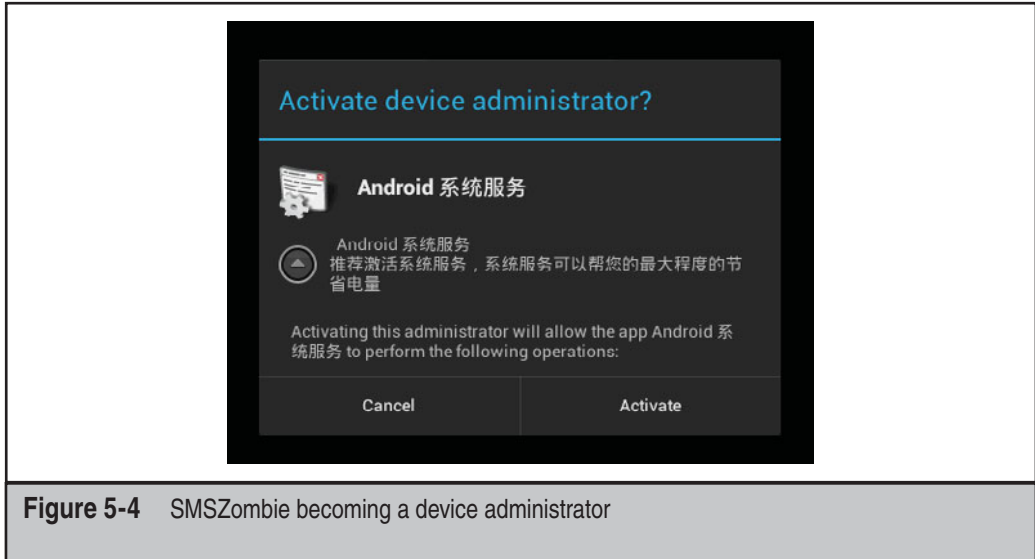 Activate device administrator?
Android 系统服务
Android 系统服务
推荐激活系统服务，系统服务可以帮您的最大程度的节
省电量
Activating this administrator will allow the app Android 系
统服务 to perform the following operations:
Cancel
Activate
Figure 5-4 SMSZombie becoming a device administrator